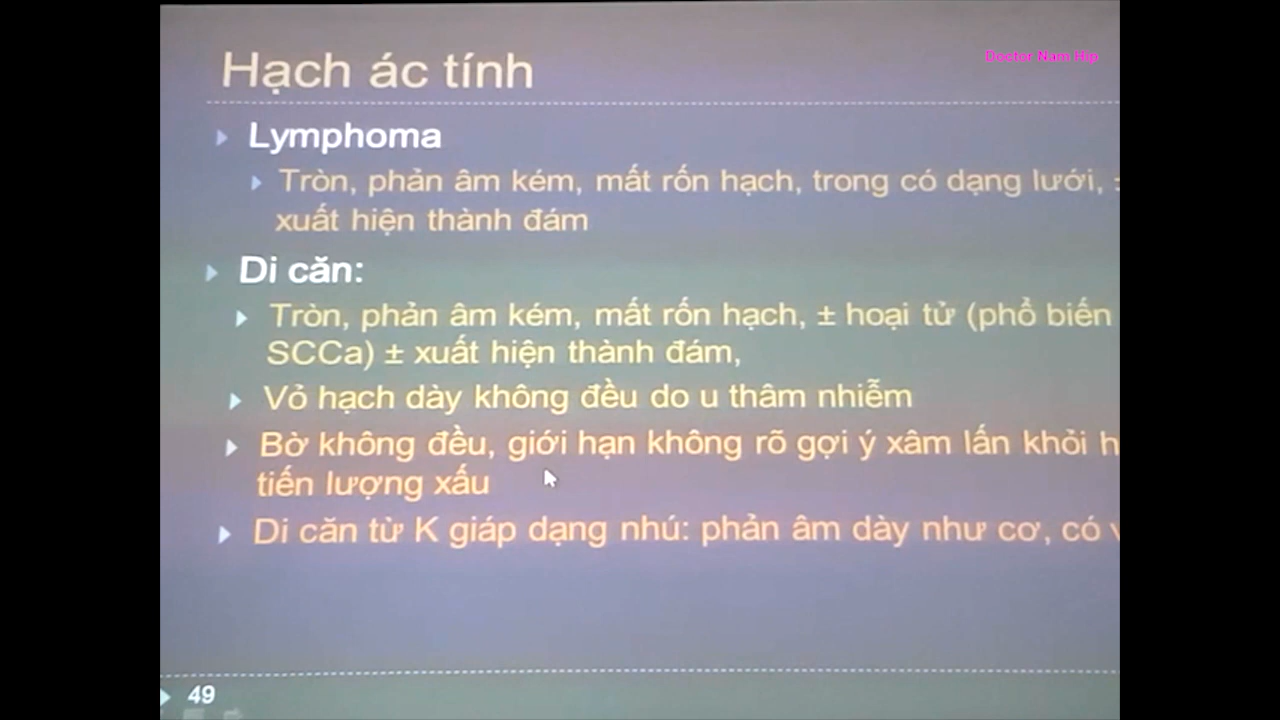 Hạch ác tính
Doctor Nam Híp
Lymphoma
Tròn, phản âm kém, mất rốn hạch, trong có dạng lưới, ±
xuất hiện thành đám
Di căn:
Tròn, phản âm kém, mất rốn hạch, ± hoại tử (phổ biến
SCCa) ± xuất hiện thành đám,
Vỏ hạch dày không đều do u thâm nhiễm
Bờ không đều, giới hạn không rõ gợi ý xâm lấn khỏi
tiến lượng xấu
Di căn từ K giáp dạng nhú: phản âm dày như cơ, có
49